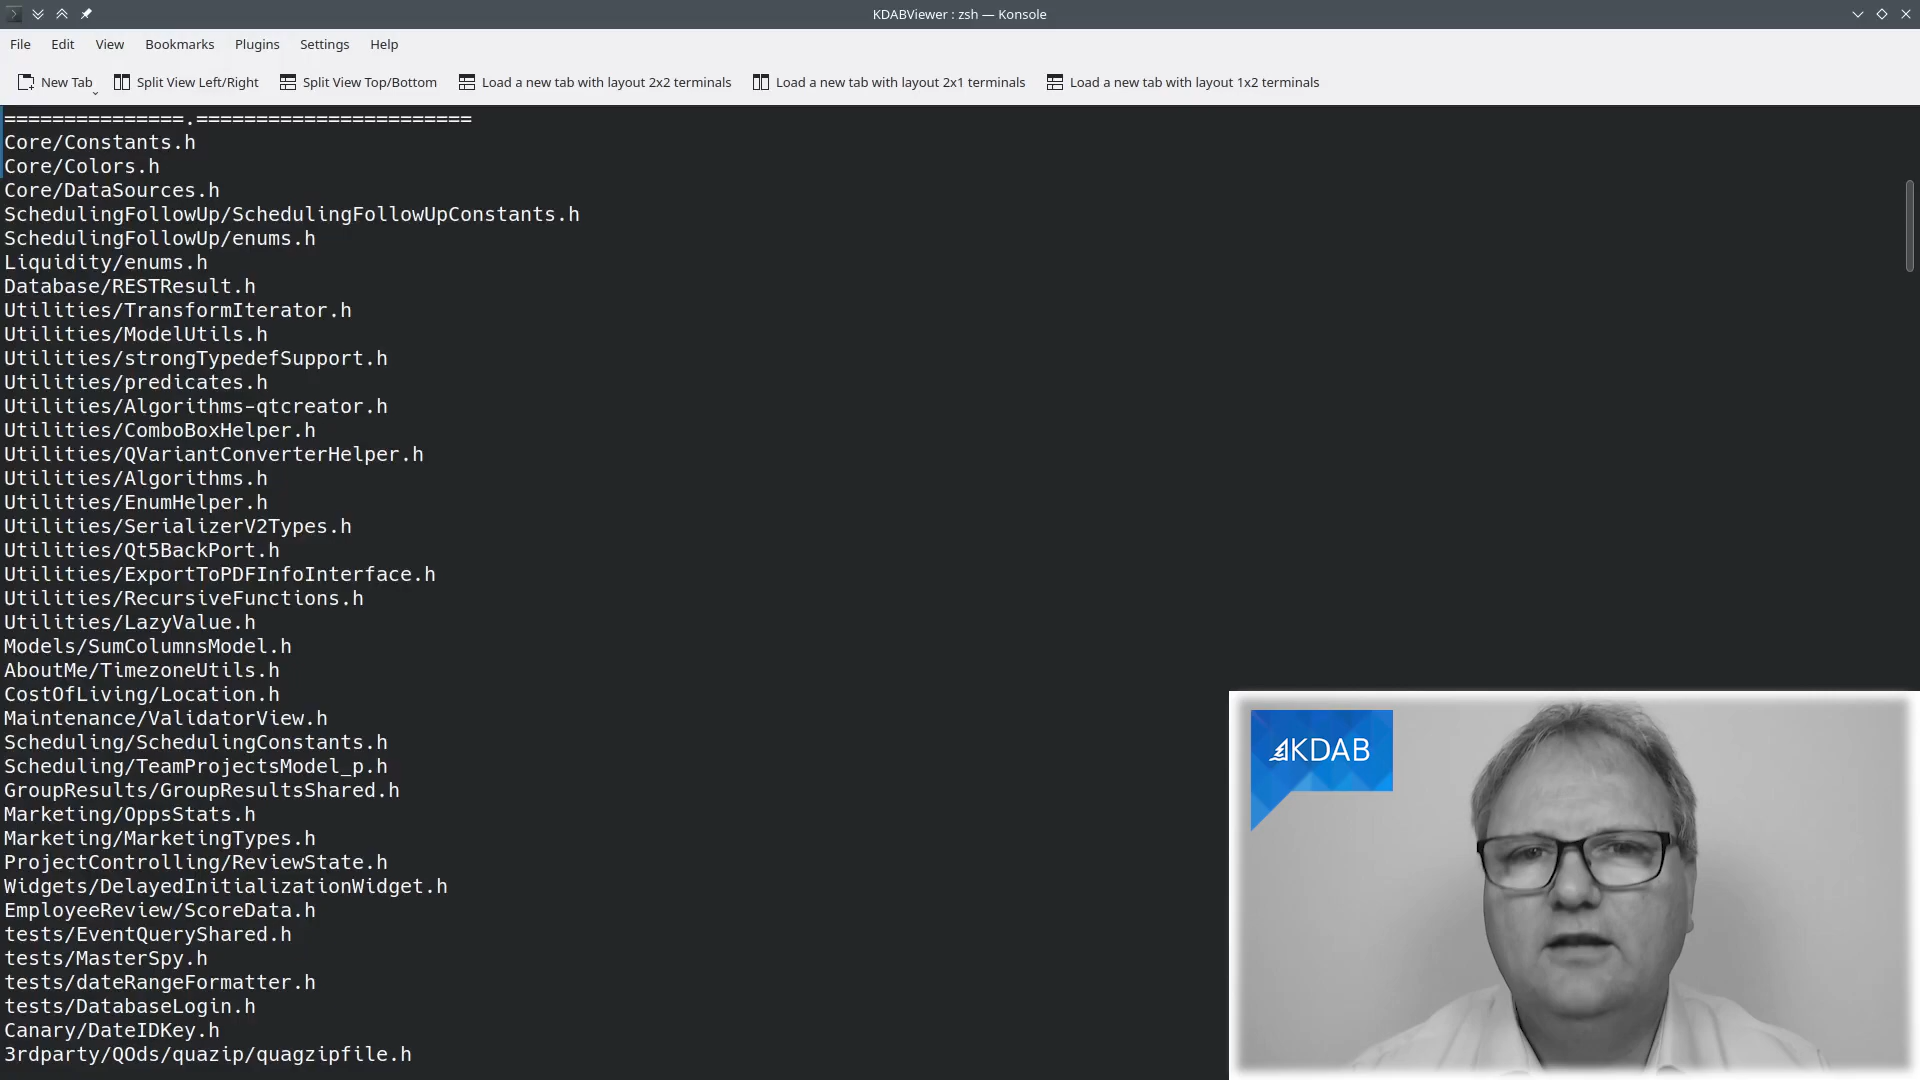 KDABViewer : zsh — Konsole
File Edit View Bookmarks Plugins Settings Help
New Tab Split View Left/Right Split View Top/Bottom Load a new tab with layout 2x2 terminals Load a new tab with layout 2x1 terminals Load a new tab with layout 1x2 terminals
===============.=======================
Core/Constants.h
Core/Colors.h
Core/DataSources.h
SchedulingFollowUp/SchedulingFollowUpConstants.h
SchedulingFollowUp/enums.h
Liquidity/enums.h
Database/RESTResult.h
Utilities/TransformIterator.h
Utilities/ModelUtils.h
Utilities/strongTypedefSupport.h
Utilities/predicates.h
Utilities/Algorithms-qtcreator.h
Utilities/ComboBoxHelper.h
Utilities/QVariantConverterHelper.h
Utilities/Algorithms.h
Utilities/EnumHelper.h
Utilities/SerializerV2Types.h
Utilities/Qt5BackPort.h
Utilities/ExportToPDFInfoInterface.h
Utilities/RecursiveFunctions.h
Utilities/LazyValue.h
Models/SumColumnsModel.h
AboutMe/TimezoneUtils.h
CostOfLiving/Location.h
Maintenance/ValidatorView.h
Scheduling/SchedulingConstants.h
Scheduling/TeamProjectsModel_p.h
GroupResults/GroupResultsShared.h
Marketing/OppsStats.h
Marketing/MarketingTypes.h
ProjectControlling/ReviewState.h
Widgets/DelayedInitializationWidget.h
EmployeeReview/ScoreData.h
tests/EventQueryShared.h
tests/MasterSpy.h
tests/dateRangeFormatter.h
tests/DatabaseLogin.h
Canary/DateIDKey.h
3rdparty/QOds/quazip/quagzipfile.h
KDAB